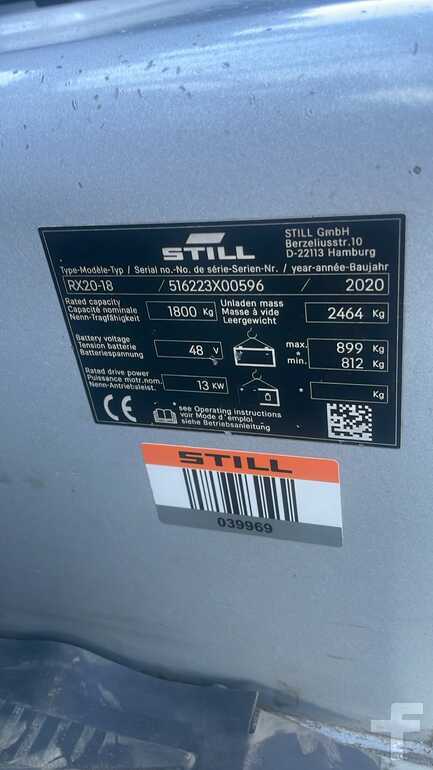 STILL
STILL GmbH
Berzeliusstr.10
D-22113 Hamburg
Type-Modèle-Typ / Serial no.-No. de série-Serien-Nr. / year-année-Baujahr
RX20-18 / 516223X00596 / 2020
Rated capacity
Capacité nominale
Nenn-Tragfähigkeit
1800 Kg
Unladen mass
Masse à vide
Leergewicht
2464 Kg
Battery voltage
Tension batterie
Batteriespannung
48 V
max. 899 Kg
*
min. 812 Kg
Rated drive power
Puissance motr.nom.
Nenn-Antriebsleist.
13 KW
* Kg
CE
see Operating instructions
voir Mode d'emploi
siehe Betriebsanleitung
STILL
039969